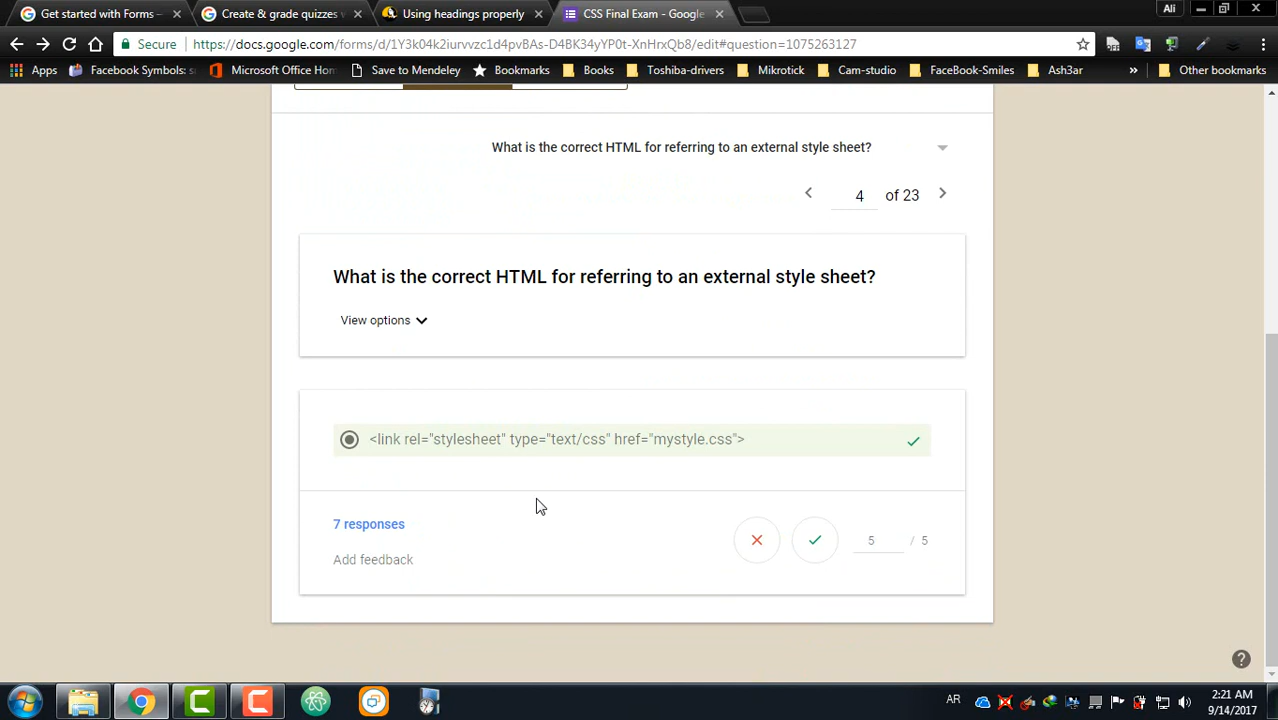 Get started with Forms –
Create & grade quizzes w
Using headings properly
CSS Final Exam - Google
Ali
Secure
https://docs.google.com/forms/d/1Y3k04k2iurvvzc1d4pvBAs-D4BK34yYP0t-XnHrxQb8/edit#question=1075263127
Apps
Facebook Symbols: s
Microsoft Office Hom
Save to Mendeley
Bookmarks
Books
Toshiba-drivers
Mikrotick
Cam-studio
FaceBook-Smiles
Ash3ar
»
Other bookmarks
What is the correct HTML for referring to an external style sheet?
4 of 23
What is the correct HTML for referring to an external style sheet?
View options
<link rel="stylesheet" type="text/css" href="mystyle.css">
7 responses
5 / 5
Add feedback
AR
2:21 AM
9/14/2017